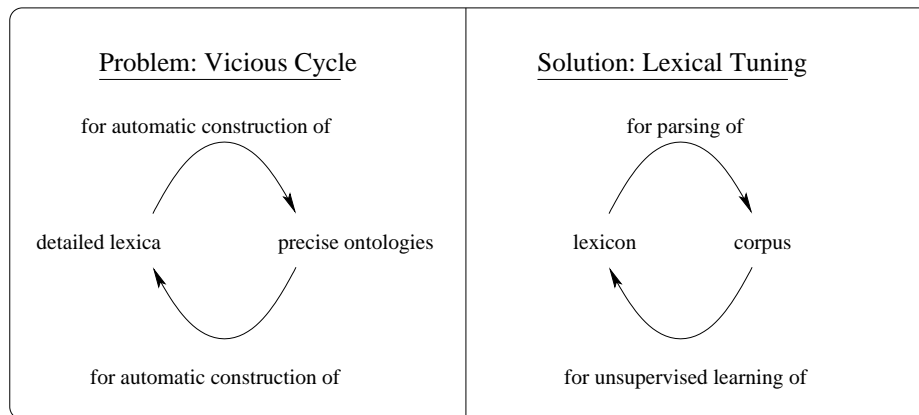 Problem: Vicious Cycle
for automatic construction of
detailed lexica
precise ontologies
for automatic construction of
Solution: Lexical Tuning
for parsing of
lexicon
corpus
for unsupervised learning of